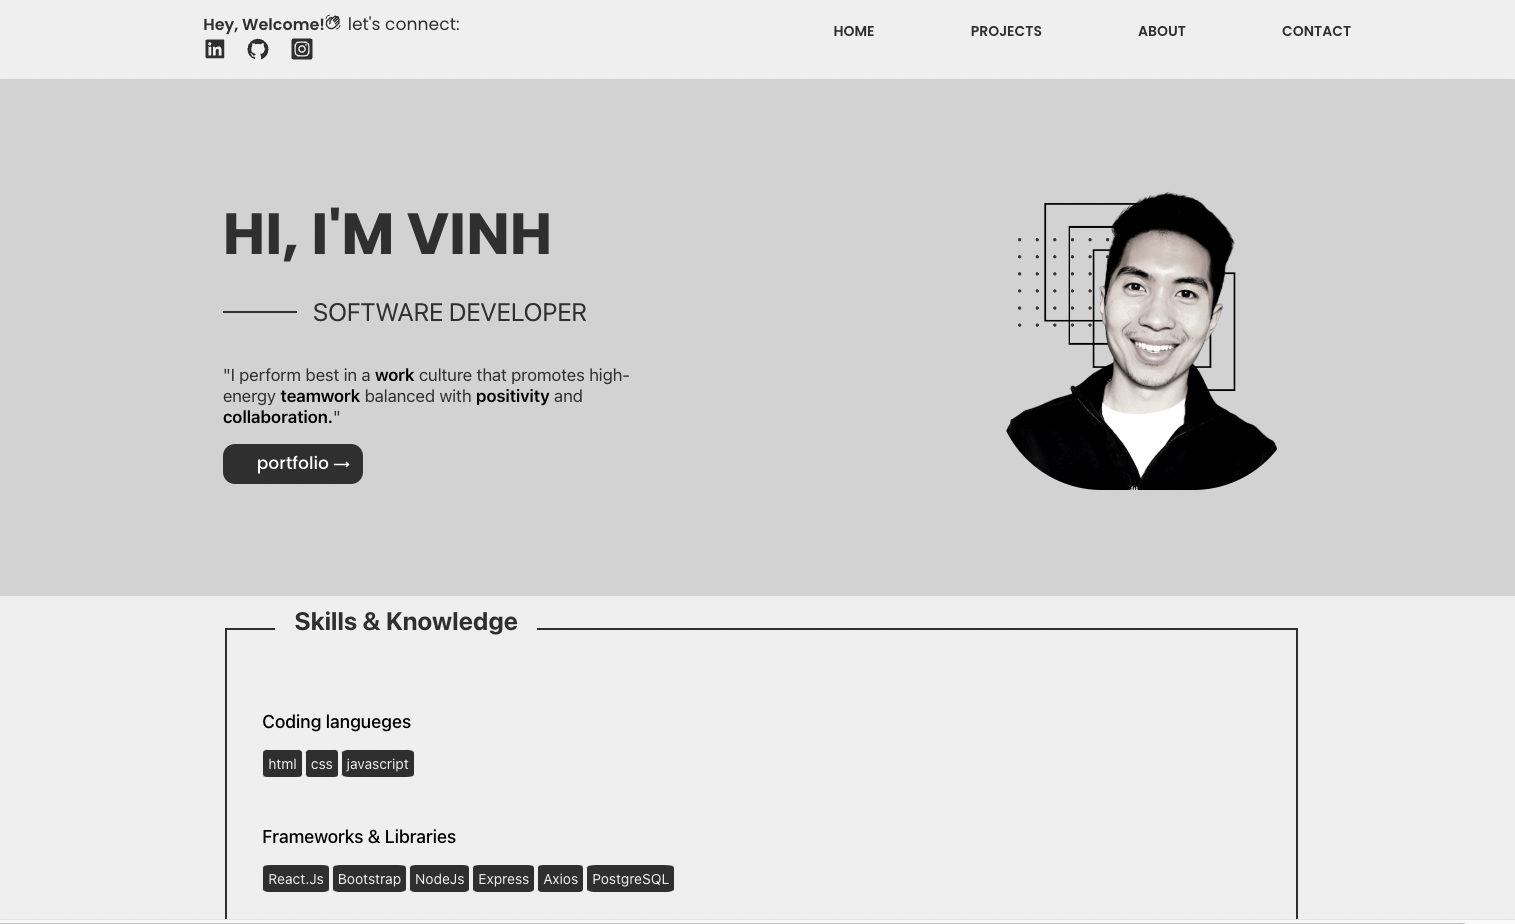 Hey, Welcome! let's connect:
HOME PROJECTS ABOUT CONTACT
HI, I'M VINH
SOFTWARE DEVELOPER
"I perform best in a work culture that promotes high-
energy teamwork balanced with positivity and
collaboration."
portfolio →
Skills & Knowledge
Coding langueges
html css javascript
Frameworks & Libraries
React.Js Bootstrap NodeJs Express Axios PostgreSQL